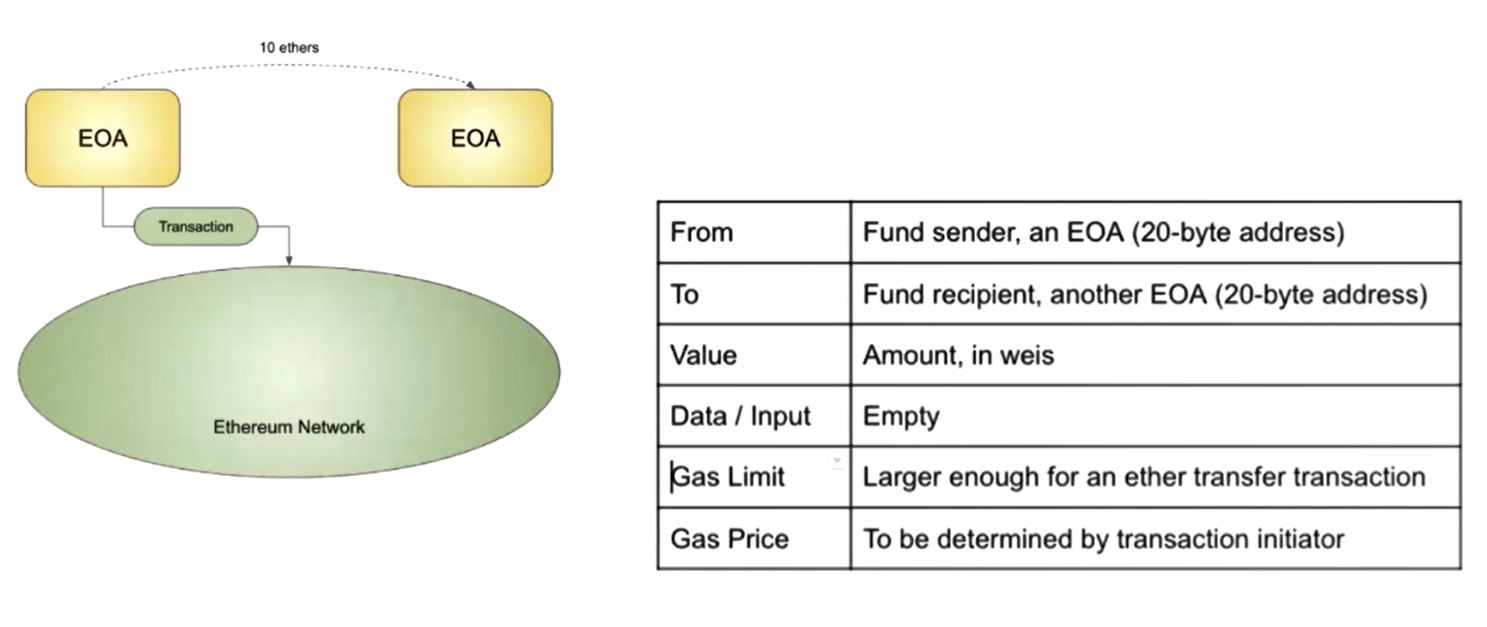 10 ethers
EOA
EOA
Transaction
Ethereum Network
From
Fund sender, an EOA (20-byte address)
To
Fund recipient, another EOA (20-byte address)
Value
Amount, in weis
Data / Input
Empty
Gas Limit
Larger enough for an ether transfer transaction
Gas Price
To be determined by transaction initiator